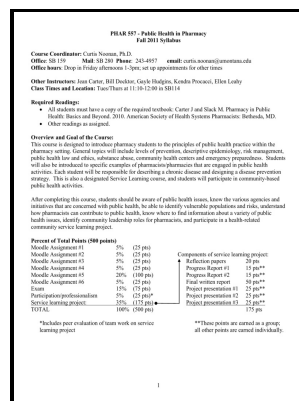 PHAR 557 - Public Health in Pharmacy
Fall 2011 Syllabus
Course Coordinator: Curtis Noonan, Ph.D.
Office: SB 159 Mail: SB 280 Phone: 243-4957 email: curtis.noonan@umontana.edu
Office hours: Drop in Friday afternoons 1-3pm; set up appointments for other times
Other Instructors: Jean Carter, Bill Docktor, Gayle Hudgins, Kendra Procacci, Ellen Leahy
Class Times and Location: Tues/Thurs at 11:10-12:00 in SB114
Required Readings:
• All students must have a copy of the required textbook: Carter J and Slack M. Pharmacy in Public
Health: Basics and Beyond. 2010. American Society of Health Systems Pharmacists: Bethesda, MD.
• Other readings as assigned.
Overview and Goal of the Course:
This course is designed to introduce pharmacy students to the principles of public health practice within the
pharmacy setting. General topics will include levels of prevention, descriptive epidemiology, risk management,
public health law and ethics, substance abuse, community health centers and emergency preparedness. Students
will also be introduced to specific examples of pharmacists/pharmacies that are engaged in public health
activities. Each student will be responsible for describing a chronic disease and designing a disease prevention
strategy. This is also a designated Service Learning course, and students will participate in community-based
public health activities.
After completing this course, students should be aware of public health issues, know the various agencies and
initiatives that are concerned with public health, be able to identify vulnerable populations and risks, understand
how pharmacists can contribute to public health, know where to find information about a variety of public
health issues, identify community leadership roles for pharmacists, and participate in a health-related
community service learning project.
Percent of Total Points (500 points)
Moodle Assignment #1 5% (25 pts)
Moodle Assignment #2 5% (25 pts) Components of service learning project:
Moodle Assignment #3 5% (25 pts) Reflection papers 20 pts
Moodle Assignment #4 5% (25 pts) Progress Report #1 15 pts**
Moodle Assignment #5 20% (100 pts) Progress Report #2 15 pts**
Moodle Assignment #6 5% (25 pts) Final written report 50 pts**
Exam 15% (75 pts) Project presentation #1 25 pts**
Participation/professionalism 5% (25 pts)* Project presentation #2 25 pts**
Service learning project: 35% (175 pts) Project presentation #3 25 pts**
TOTAL 100% (500 pts) 175 pts
*Includes peer evaluation of team work on service **These points are earned as a group;
learning project all other points are earned individually.
1